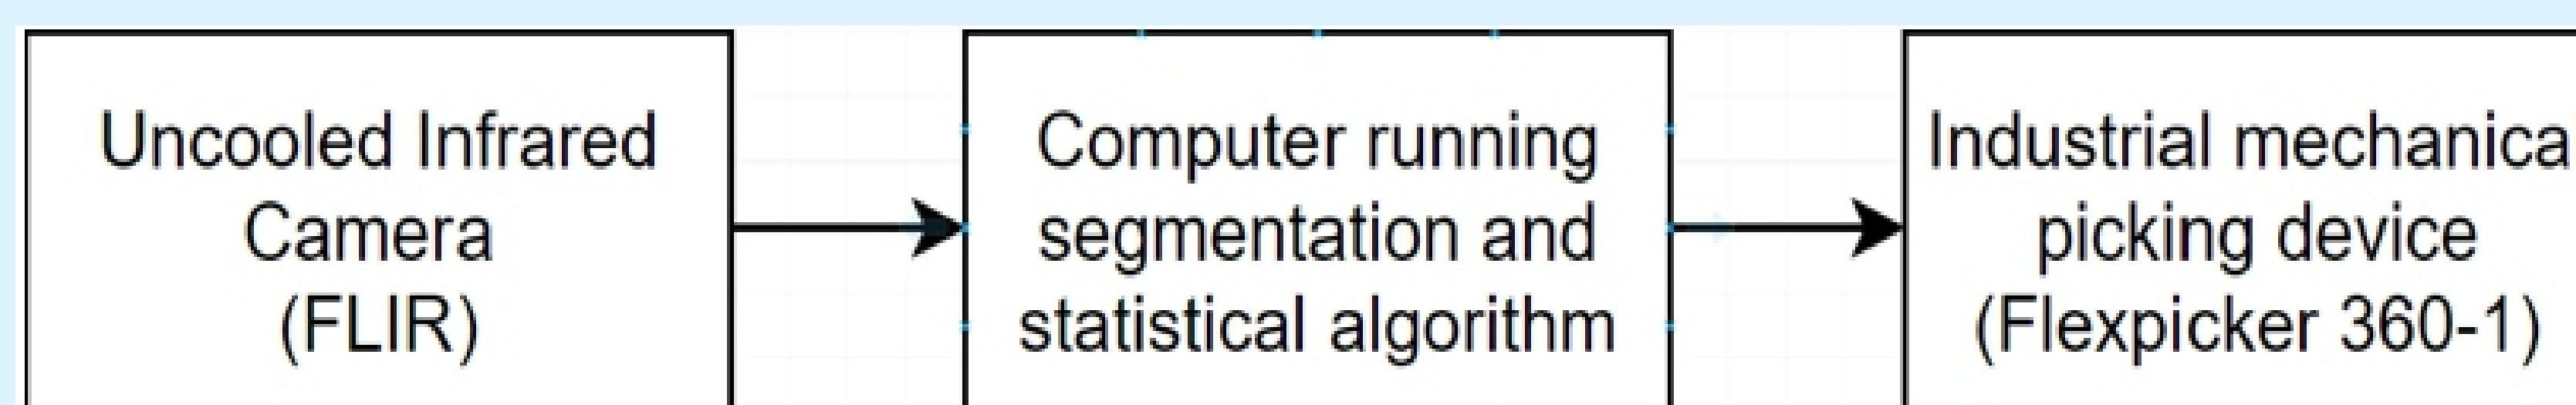 Uncooled Infrared
Camera
(FLIR)
Computer running
segmentation and
statistical algorithm
Industrial mechanica
picking device
(Flexpicker 360-1)